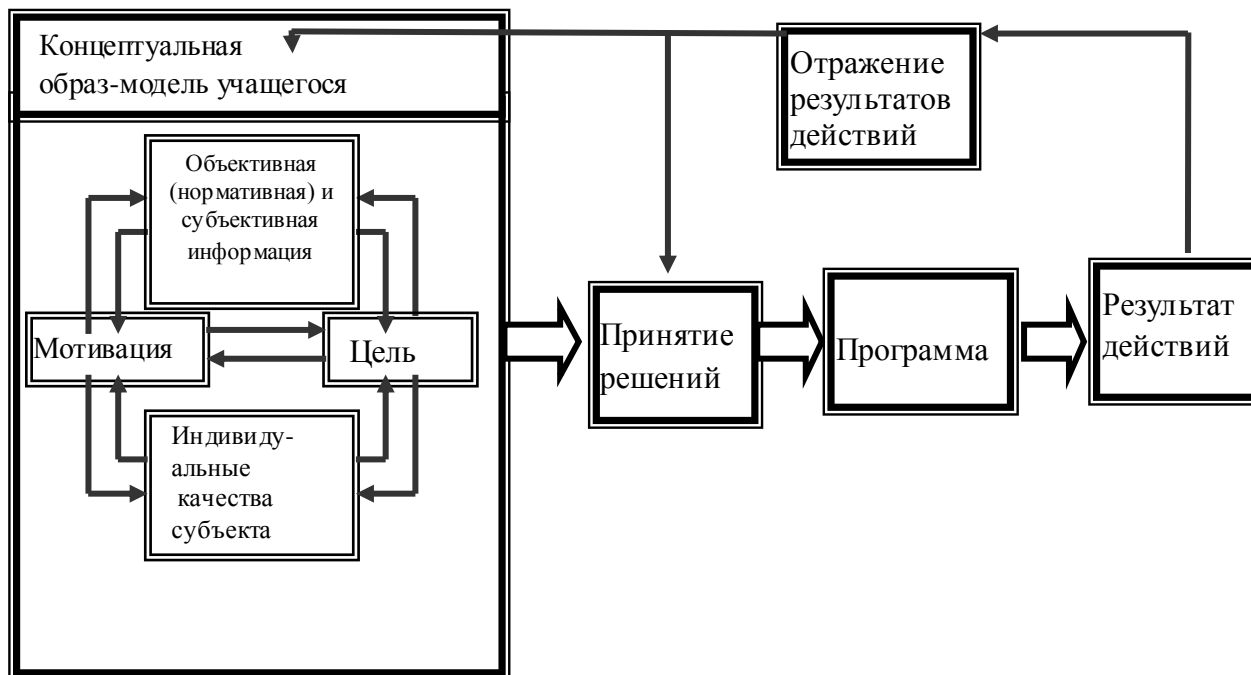 Концептуальная
образ-модель учащегося
Отражение
результатов
действий
Объективная
(нормативная) и
субъективная
информация
Мотивация
Цель
Индивиду-
альные
качества
субъекта
Принятие
решений
Программа
Результат
действий